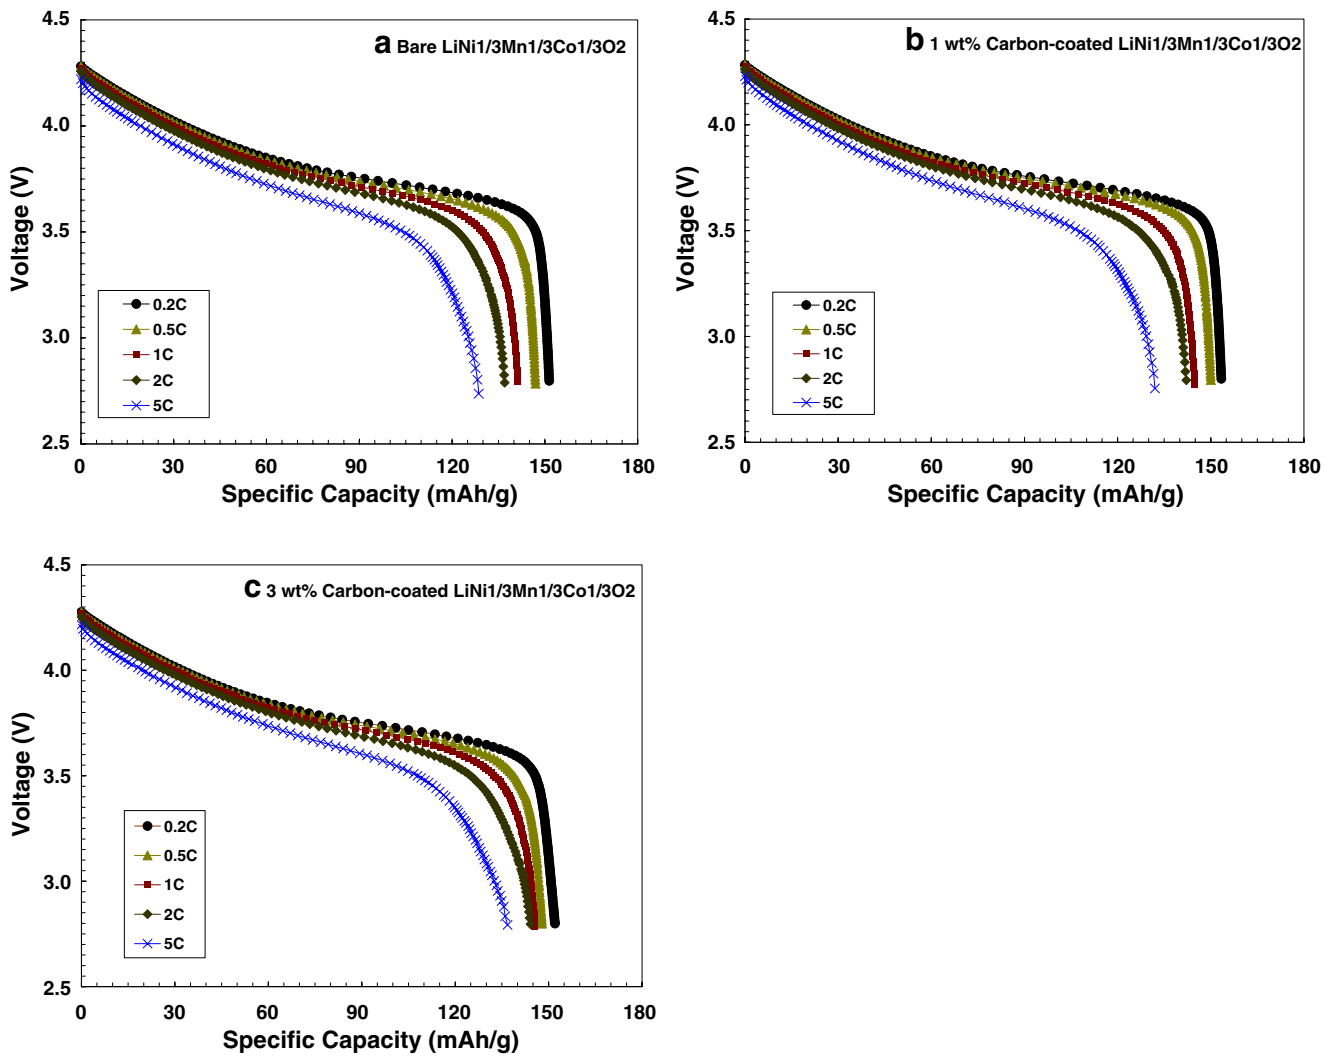 a Bare LiNi1/3Mn1/3Co1/3O2
4.5
4.0
3.5
3.0
2.5
Voltage (V)
0.2C
0.5C
1C
2C
5C
0 30 60 90 120 150 180
Specific Capacity (mAh/g)
b 1 wt% Carbon-coated LiNi1/3Mn1/3Co1/3O2
4.5
4.0
3.5
3.0
2.5
Voltage (V)
0.2C
0.5C
1C
2C
5C
0 30 60 90 120 150 180
Specific Capacity (mAh/g)
c 3 wt% Carbon-coated LiNi1/3Mn1/3Co1/3O2
4.5
4.0
3.5
3.0
2.5
Voltage (V)
0.2C
0.5C
1C
2C
5C
0 30 60 90 120 150 180
Specific Capacity (mAh/g)